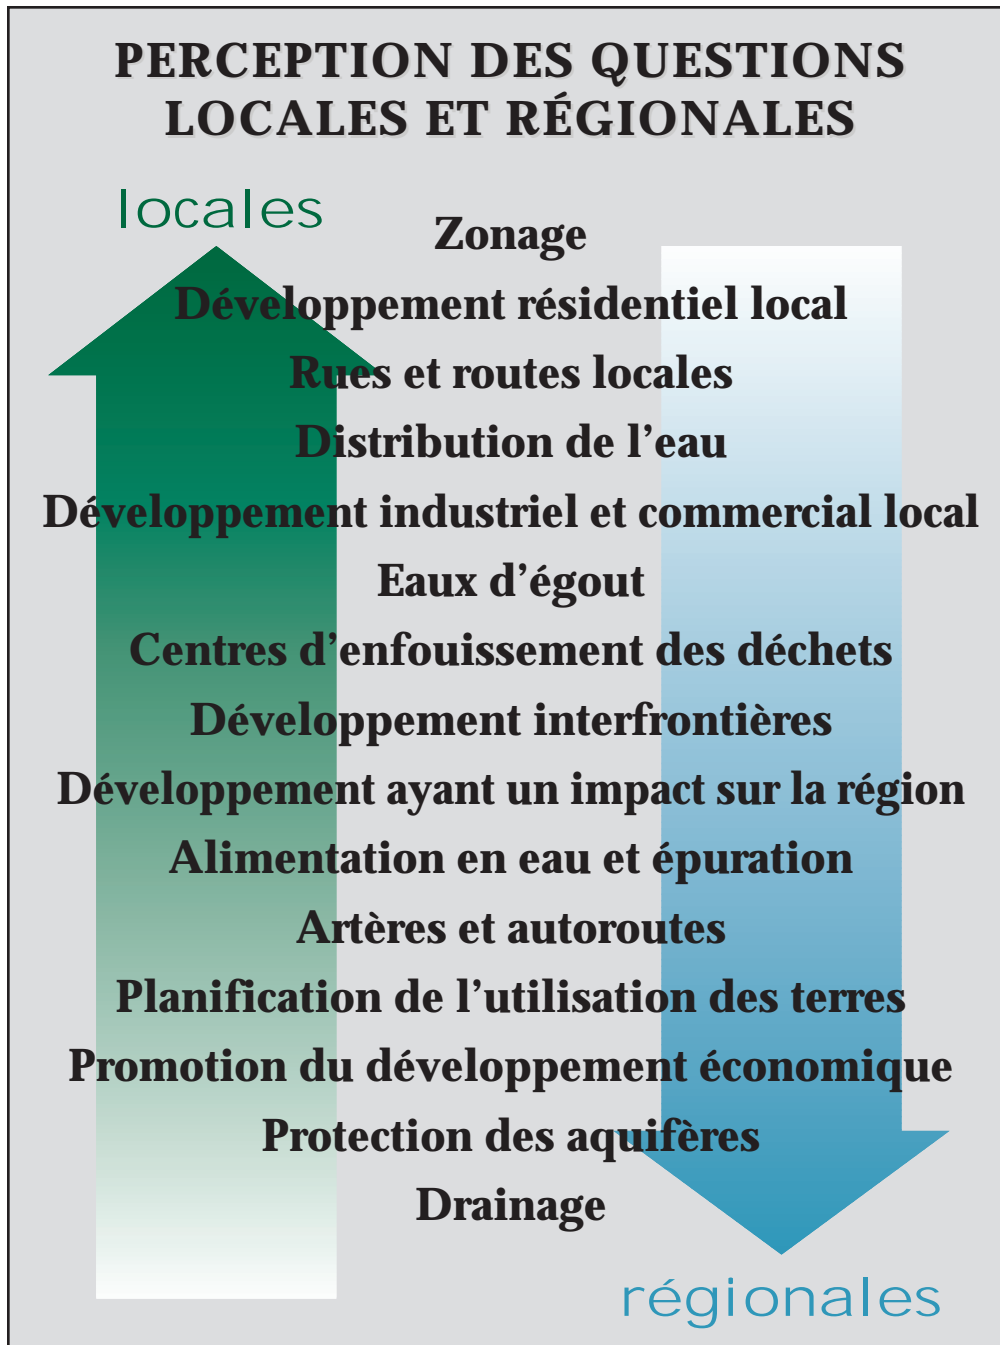 PERCEPTION DES QUESTIONS
LOCALES ET RÉGIONALES
locales
Zonage
Développement résidentiel local
Rues et routes locales
Distribution de l’eau
Développement industriel et commercial local
Eaux d’égout
Centres d’enfouissement des déchets
Développement interfrontières
Développement ayant un impact sur la région
Alimentation en eau et épuration
Artères et autoroutes
Planification de l’utilisation des terres
Promotion du développement économique
Protection des aquifères
Drainage
régionales